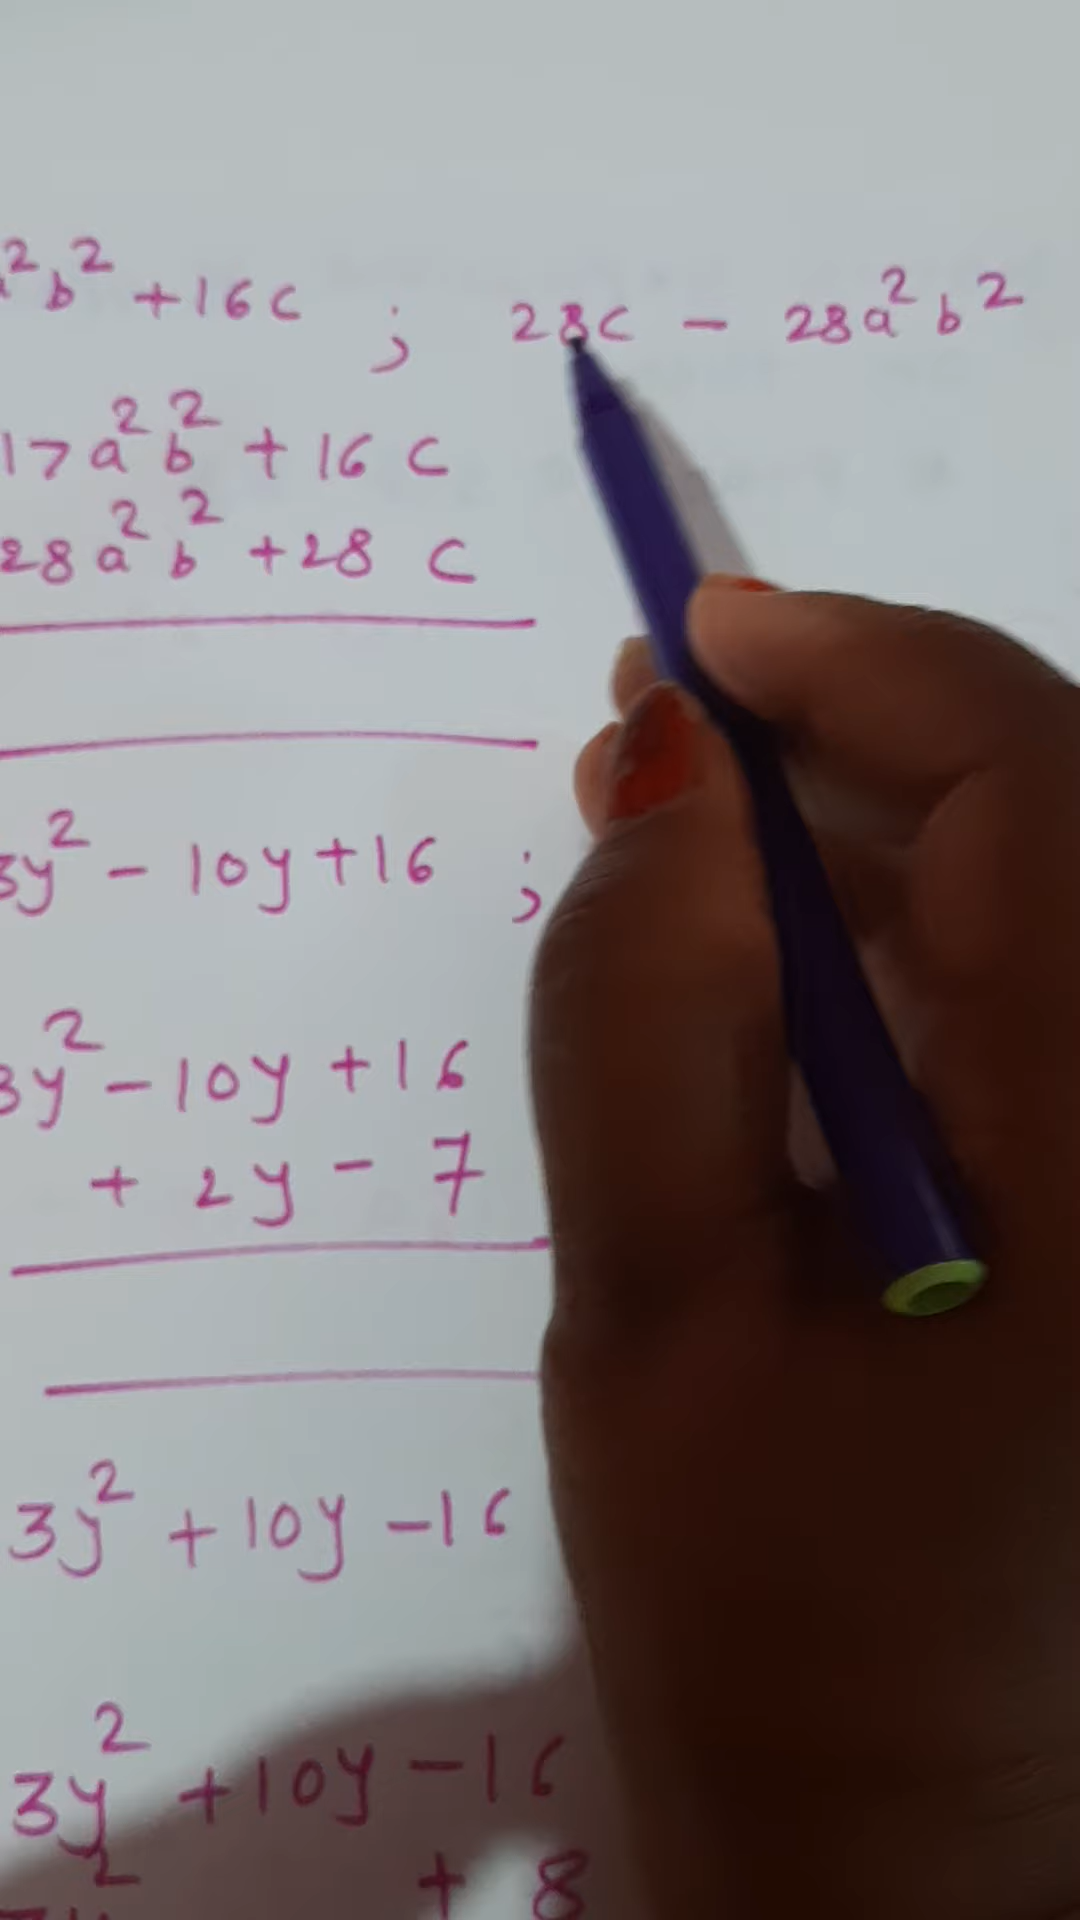 a²b² + 16c ; 28c - 28a²b²
17a²b² + 16c
28a²b² + 28c
3y² - 10y + 16 ;
3y² - 10y + 16
+ 2y - 7
3y² + 10y - 16
3y² + 10y - 16
+ 8